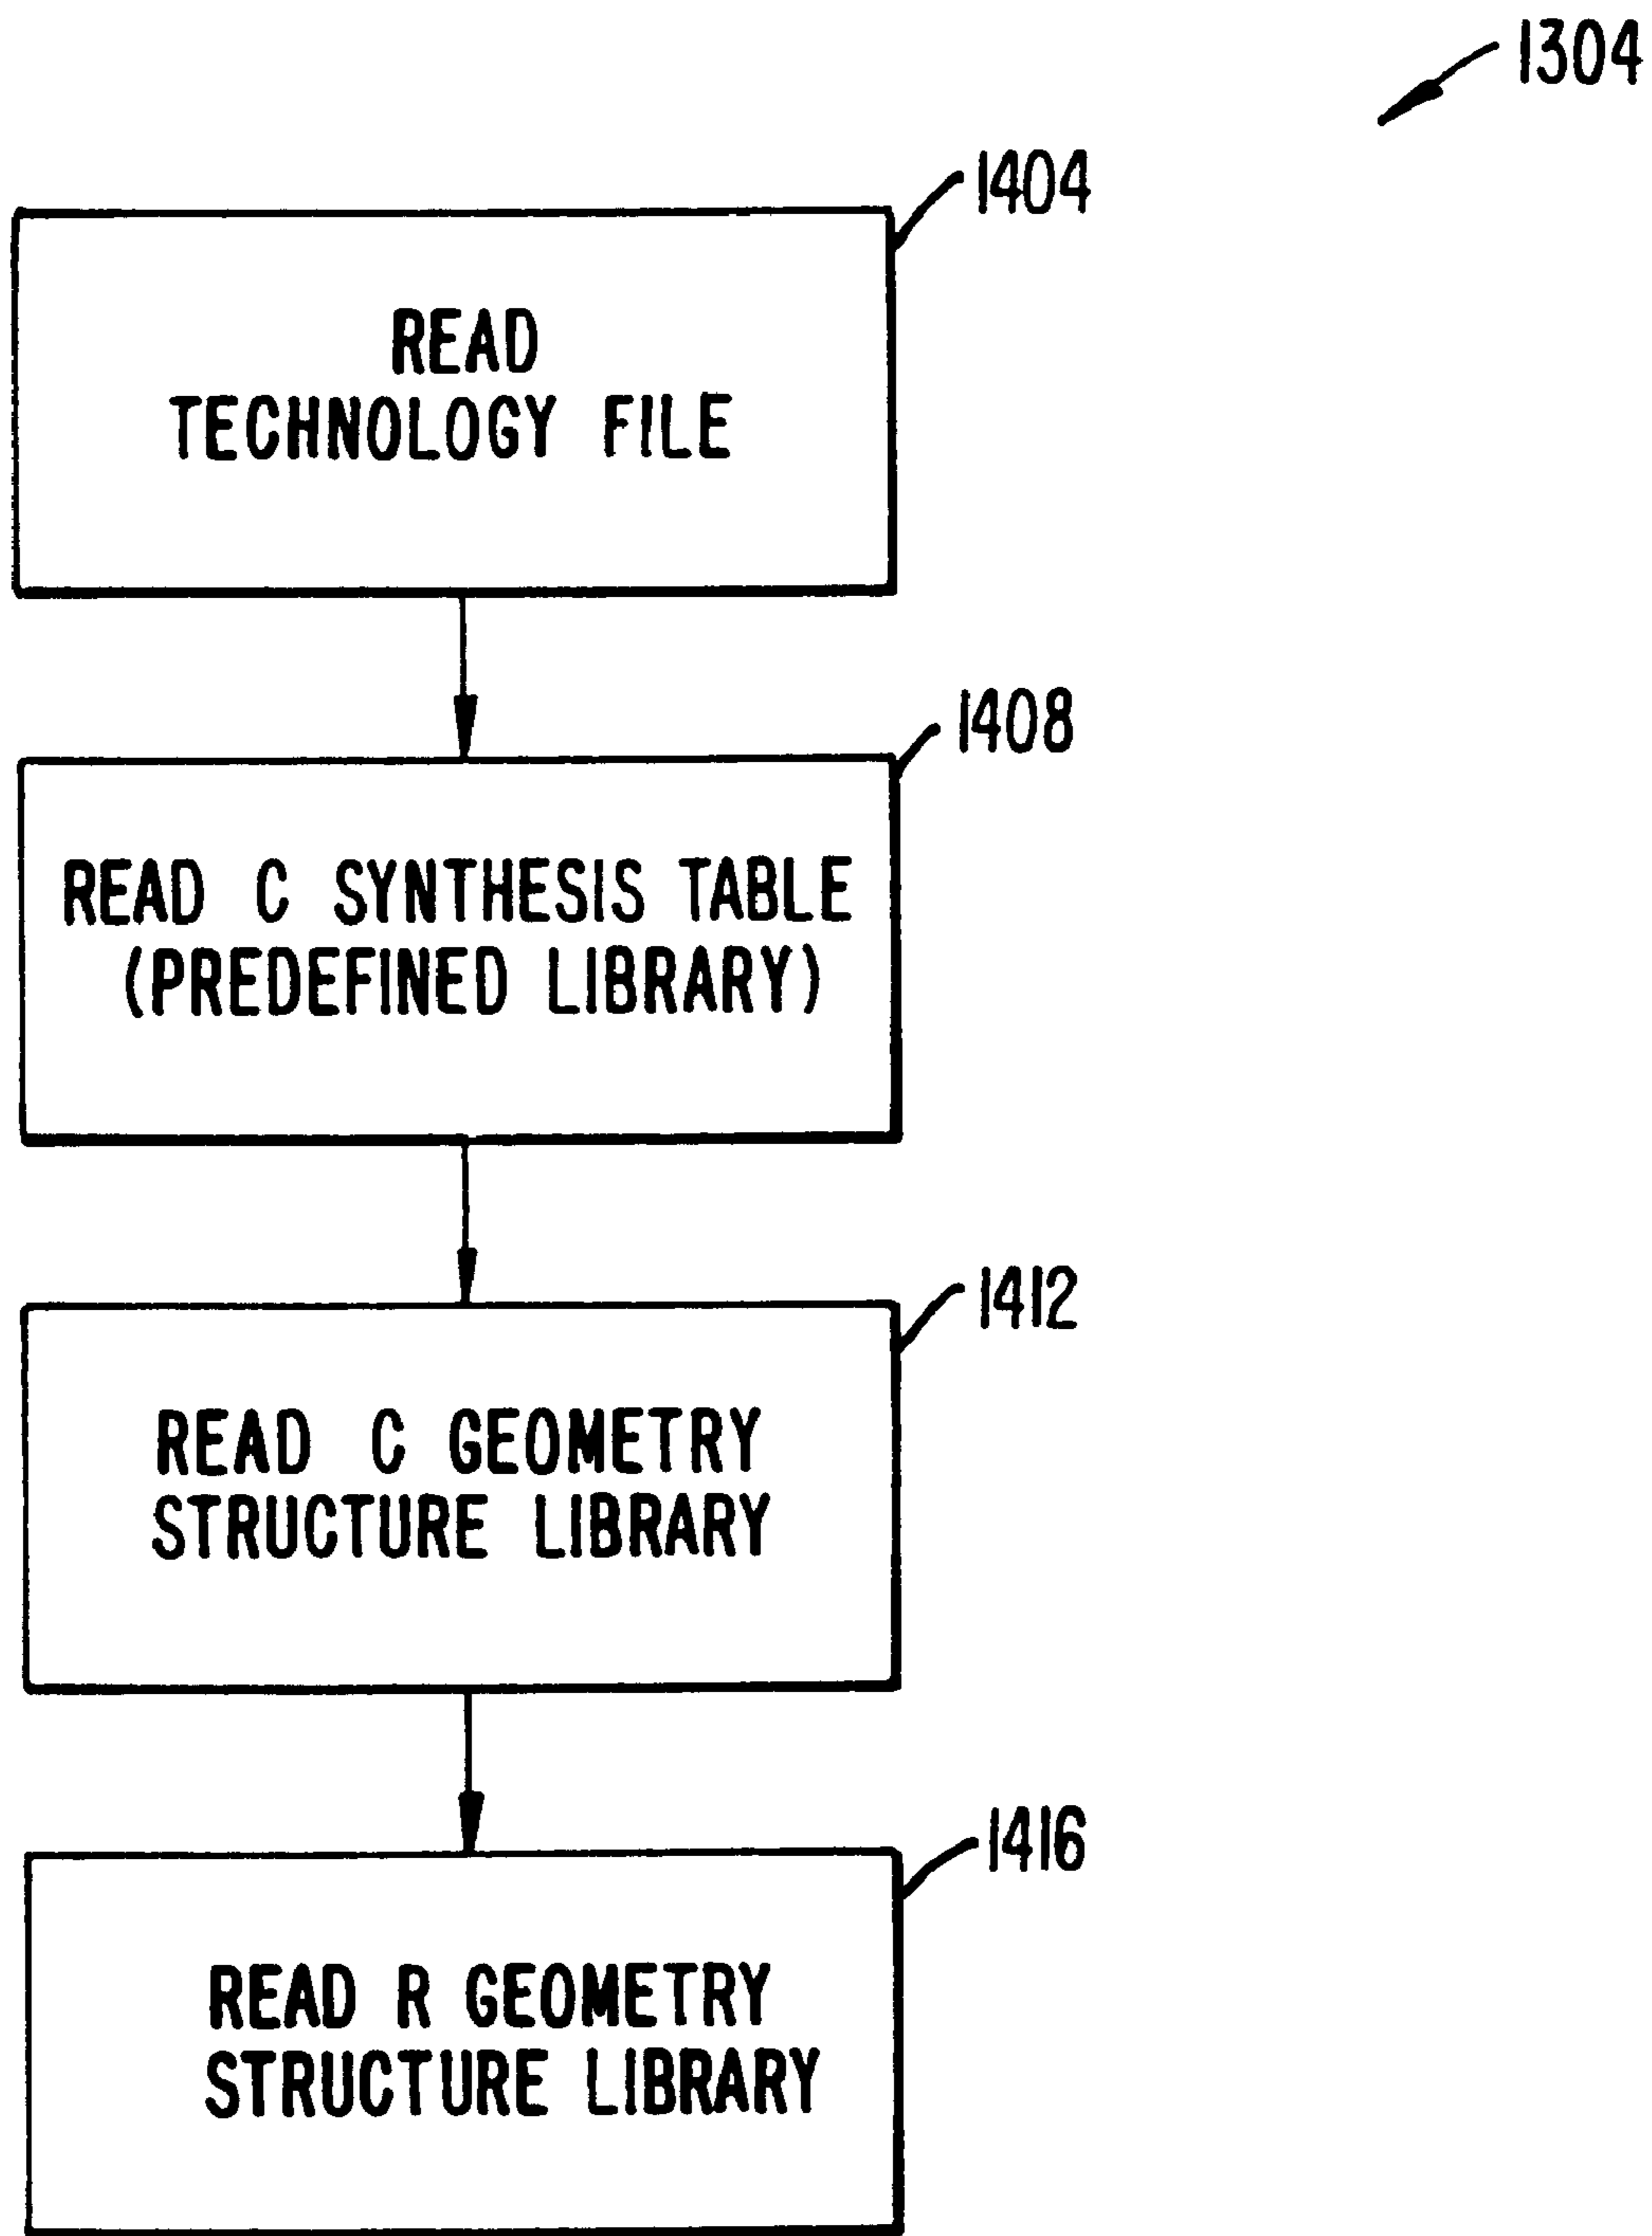 1304
1404
READ
TECHNOLOGY FILE
1408
READ C SYNTHESIS TABLE
(PREDEFINED LIBRARY)
1412
READ C GEOMETRY
STRUCTURE LIBRARY
1416
READ R GEOMETRY
STRUCTURE LIBRARY